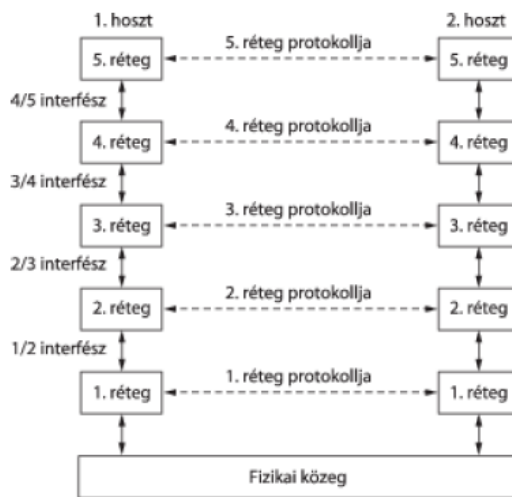 1. hoszt 2. hoszt
5. réteg 5. réteg protokollja 5. réteg
4/5 interfész
4. réteg 4. réteg protokollja 4. réteg
3/4 interfész
3. réteg 3. réteg protokollja 3. réteg
2/3 interfész
2. réteg 2. réteg protokollja 2. réteg
1/2 interfész
1. réteg 1. réteg protokollja 1. réteg
Fizikai közeg